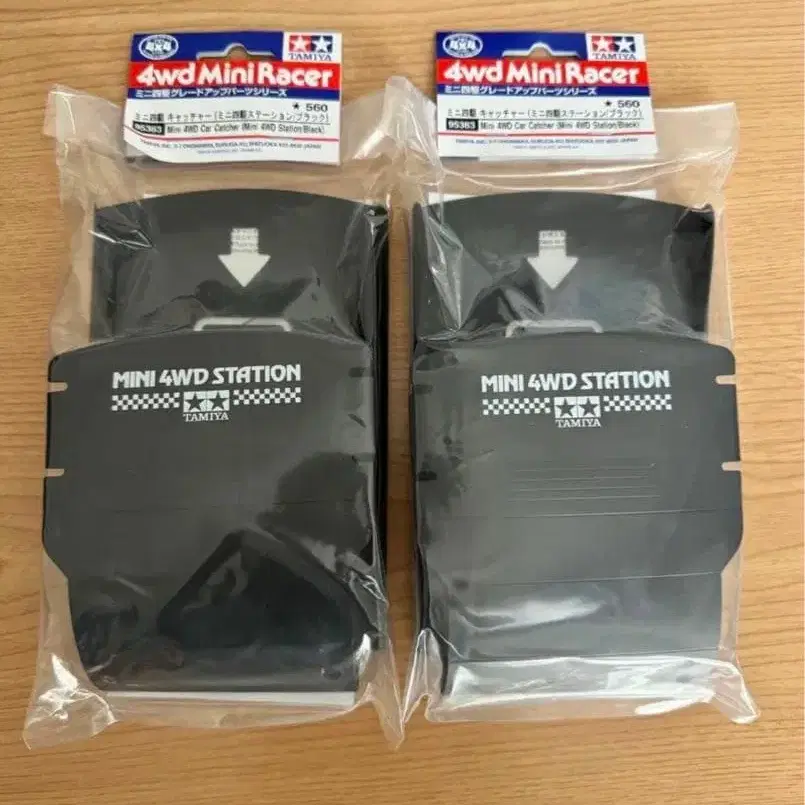 4x4
TAMIYA
4wd Mini Racer
ミニ四駆グレードアップパーツシリーズ
★ 560
ミニ四駆 キャッチャー (ミニ四駆ステーション/ブラック)
95383 Mini 4WD Car Catcher (Mini 4WD Station/Black)
MINI 4WD STATION
TAMIYA
4x4
TAMIYA
4wd Mini Racer
ミニ四駆グレードアップパーツシリーズ
★ 560
ミニ四駆 キャッチャー (ミニ四駆ステーション/ブラック)
95383 Mini 4WD Car Catcher (Mini 4WD Station/Black)
MINI 4WD STATION
TAMIYA